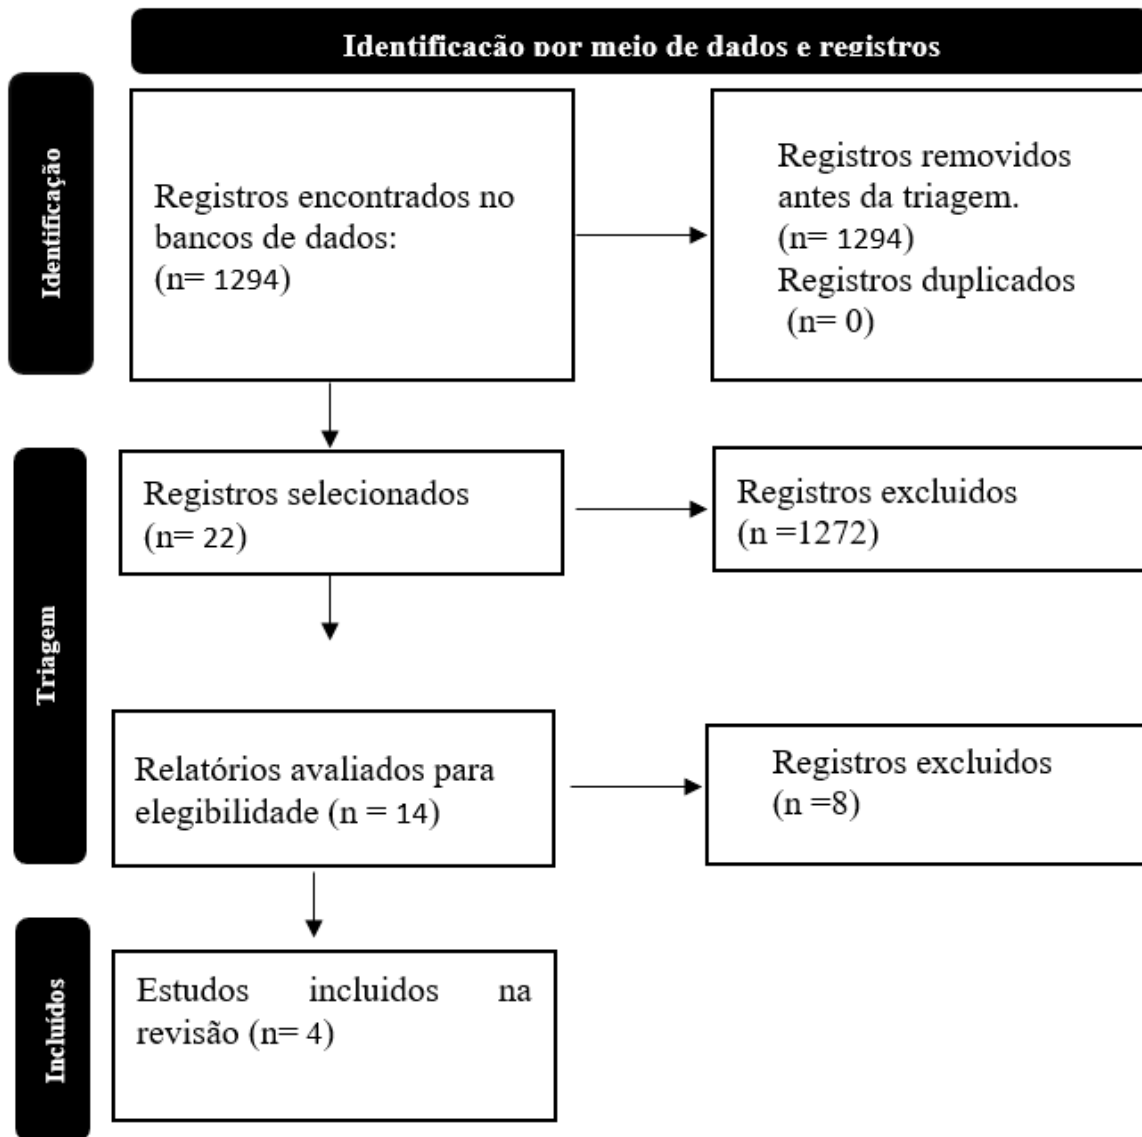 Identificação por meio de dados e registros
Identificação
Registros encontrados no
bancos de dados:
(n= 1294)
Registros removidos
antes da triagem.
(n= 1294)
Registros duplicados
(n= 0)
Triagem
Registros selecionados
(n= 22)
Registros excluidos
(n =1272)
Relatórios avaliados para
elegibilidade (n = 14)
Registros excluidos
(n =8)
Incluídos
Estudos incluidos na
revisão (n= 4)